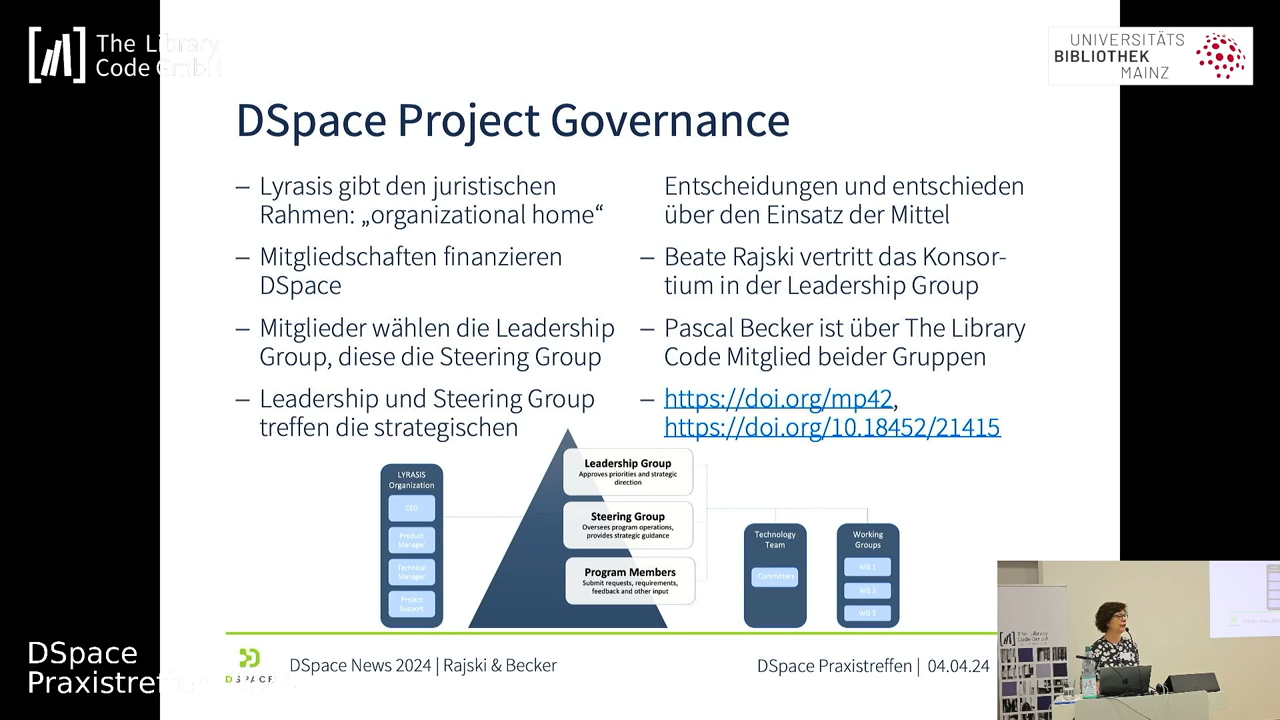 The Library
Code GmbH
UNIVERSITÄTS
BIBLIOTHEK
MAINZ
DSpace Project Governance
– Lyrasis gibt den juristischen
Rahmen: „organizational home“
– Mitgliedschaften finanzieren
DSpace
– Mitglieder wählen die Leadership
Group, diese die Steering Group
– Leadership und Steering Group
treffen die strategischen
Entscheidungen und entschieden
über den Einsatz der Mittel
– Beate Rajski vertritt das Konsor-
tium in der Leadership Group
– Pascal Becker ist über The Library
Code Mitglied beider Gruppen
– https://doi.org/mp42,
https://doi.org/10.18452/21415
LYRASIS
Organization
CEO
Product
Manager
Technical
Manager
Project
Support
Leadership Group
Approves priorities and strategic
direction
Steering Group
Oversees program operations,
provides strategic guidance
Program Members
Submit requests, requirements,
feedback and other input
Technology
Team
Committers
Working
Groups
WG 1
WG 2
WG 3
DSPACE
DSpace News 2024 | Rajski & Becker
DSpace Praxistreffen | 04.04.24
DSpace
The Library
Code GmbH